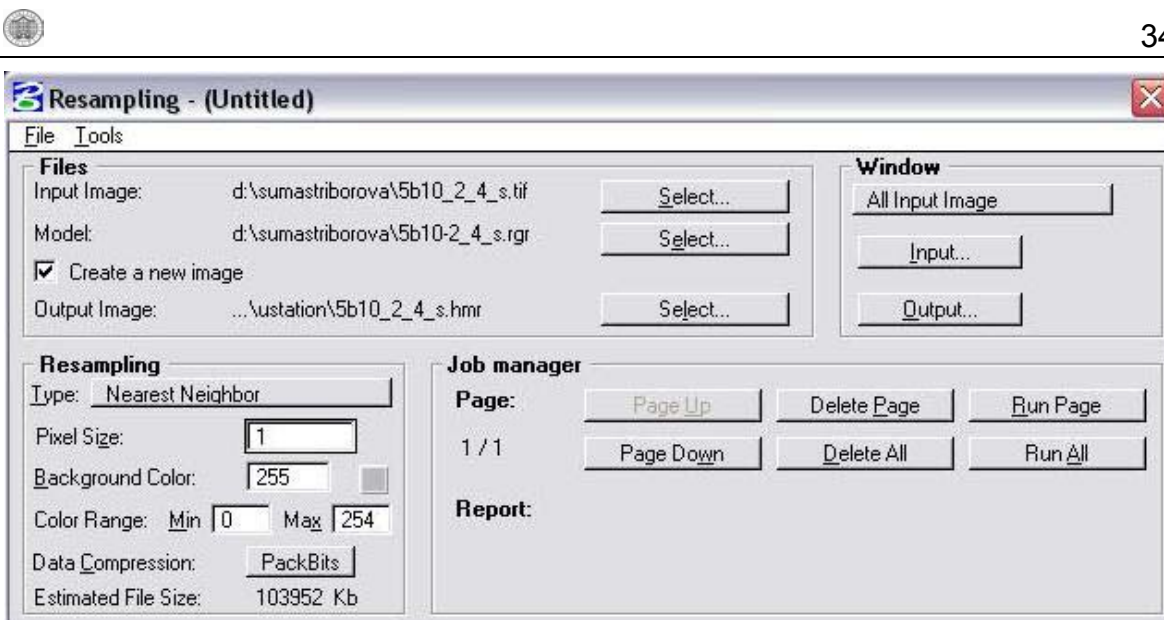 34
Resampling - (Untitled)
File Tools
Files
Input Image: d:\sumastriborova\5b10_2_4_s.tif Select...
Model: d:\sumastriborova\5b10-2_4_s.rgr Select...
Create a new image
Output Image: ...\ustation\5b10_2_4_s.hmr Select...
Window
All Input Image
Input...
Output...
Resampling
Type: Nearest Neighbor
Pixel Size: 1
Background Color: 255
Color Range: Min 0 Max 254
Data Compression: PackBits
Estimated File Size: 103952 Kb
Job manager
Page: Page Up Delete Page Run Page
1 / 1 Page Down Delete All Run All
Report: